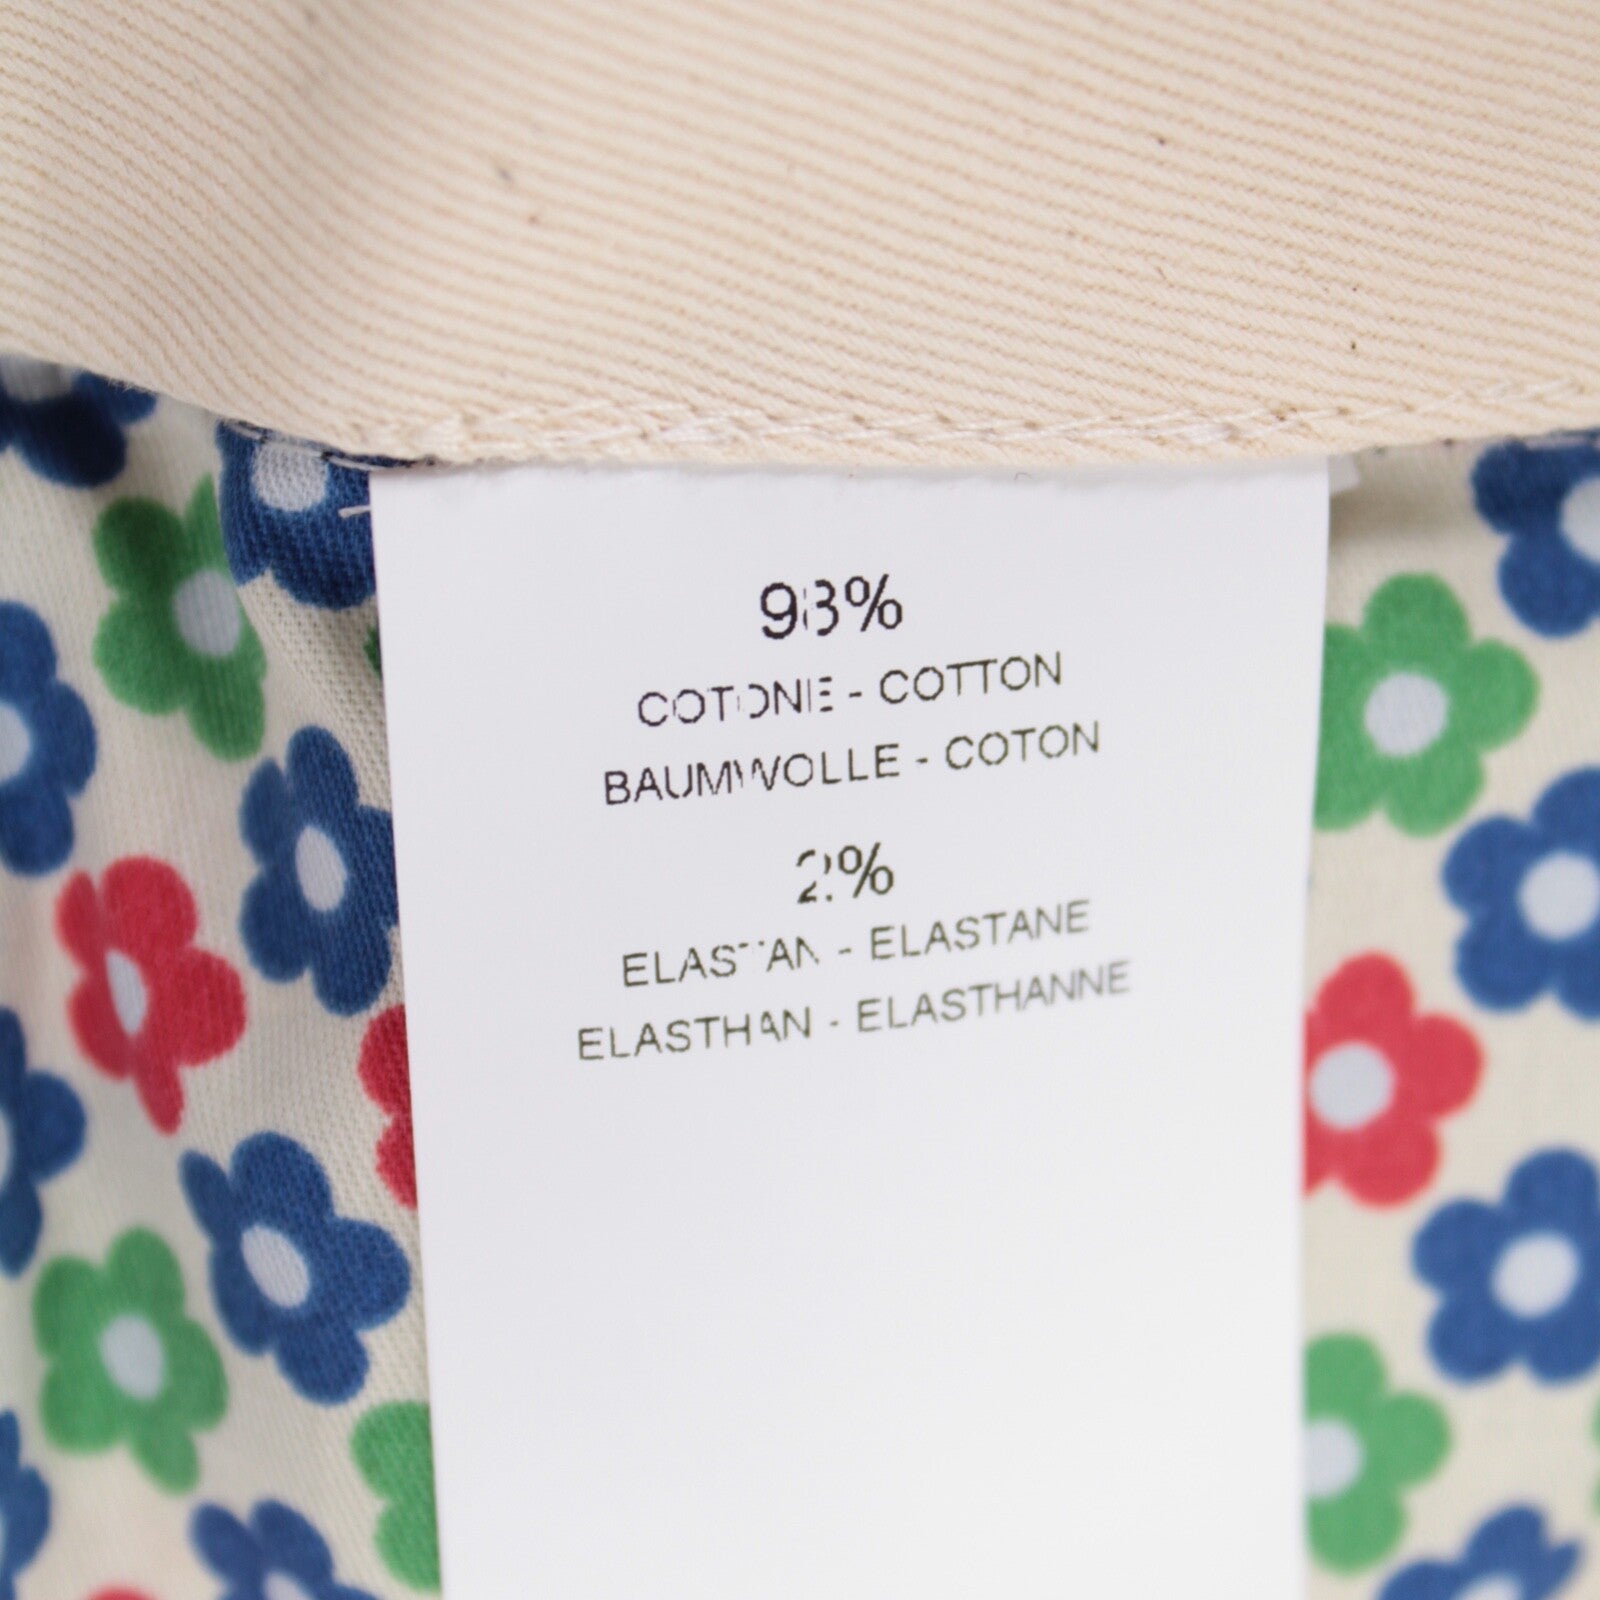 98%
COTONE - COTTON
BAUMWOLLE - COTON
2%
ELASTAN - ELASTANE
ELASTHAN - ELASTHANNE